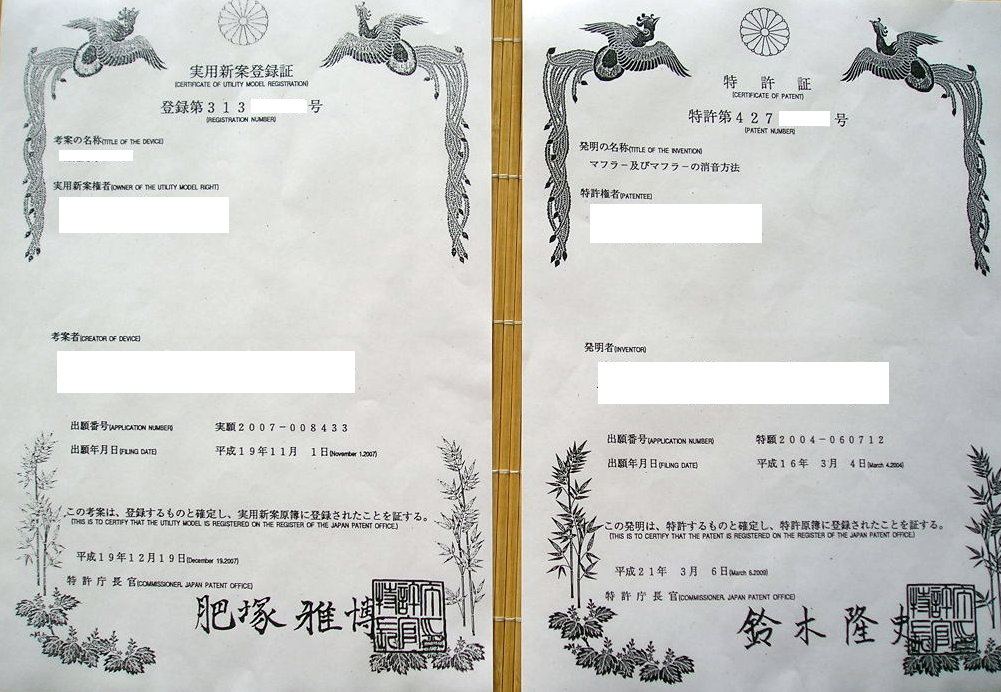 実用新案登録証
(CERTIFICATE OF UTILITY MODEL REGISTRATION)
登録第313 号
(REGISTRATION NUMBER)
考案の名称(TITLE OF THE DEVICE)
実用新案権者(OWNER OF THE UTILITY MODEL RIGHT)
考案者(CREATOR OF DEVICE)
出願番号(APPLICATION NUMBER) 実願2007-008433
出願年月日(FILING DATE) 平成19年11月 1日(November 1,2007)
この考案は、登録するものと確定し、実用新案原簿に登録されたことを証する。
(THIS IS TO CERTIFY THAT THE UTILITY MODEL IS REGISTERED ON THE REGISTER OF THE JAPAN PATENT OFFICE.)
平成19年12月19日(December 19,2007)
特許庁長官(COMMISSIONER, JAPAN PATENT OFFICE)
肥塚雅博
特許庁長官之印
特許証
(CERTIFICATE OF PATENT)
特許第427 号
(PATENT NUMBER)
発明の名称(TITLE OF THE INVENTION)
マフラー及びマフラーの消音方法
特許権者(PATENTEE)
発明者(INVENTOR)
出願番号(APPLICATION NUMBER) 特願2004-060712
出願年月日(FILING DATE) 平成16年 3月 4日(March 4,2004)
この発明は、特許するものと確定し、特許原簿に登録されたことを証する。
(THIS IS TO CERTIFY THAT THE PATENT IS REGISTERED ON THE REGISTER OF THE JAPAN PATENT OFFICE.)
平成21年 3月 6日(March 6,2009)
特許庁長官(COMMISSIONER, JAPAN PATENT OFFICE)
鈴木隆史
特許庁長官之印